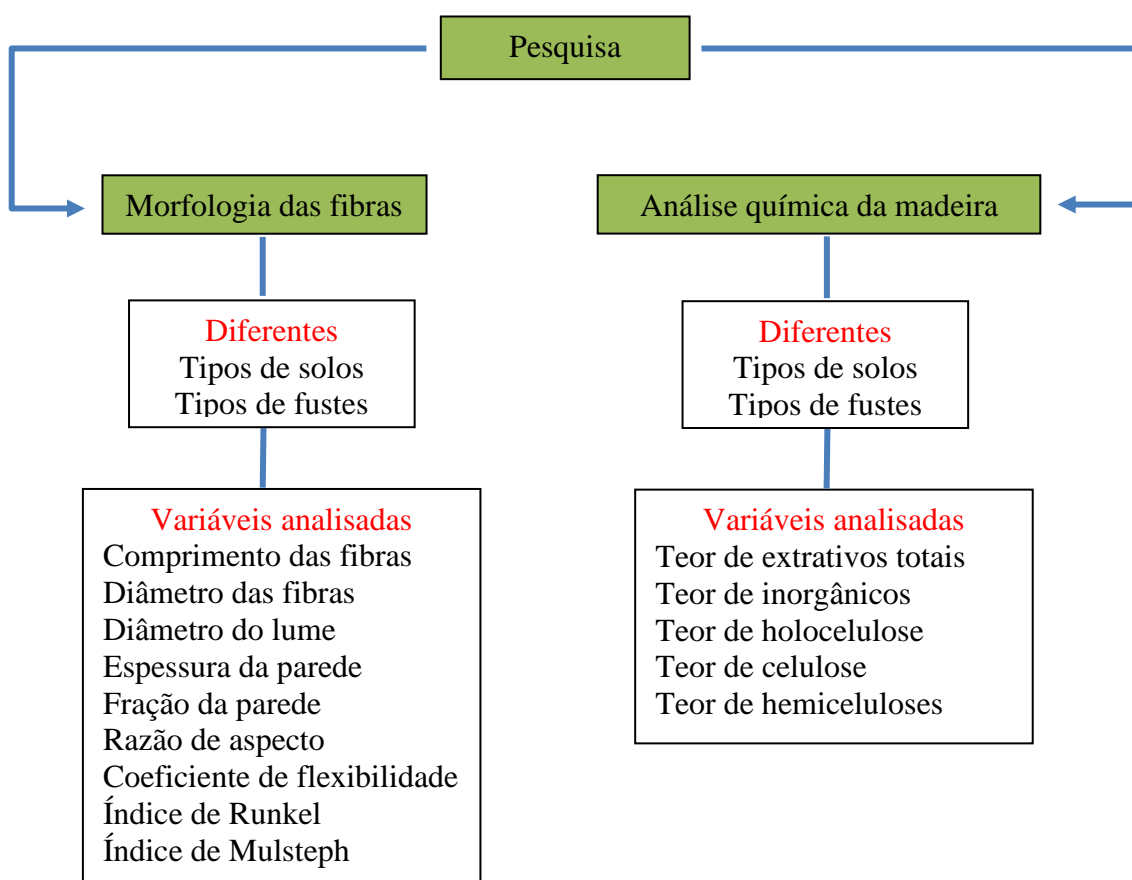 Pesquisa
Morfologia das fibras
Análise química da madeira
Diferentes
Tipos de solos
Tipos de fustes
Diferentes
Tipos de solos
Tipos de fustes
Variáveis analisadas
Comprimento das fibras
Diâmetro das fibras
Diâmetro do lume
Espessura da parede
Fração da parede
Razão de aspecto
Coeficiente de flexibilidade
Índice de Runkel
Índice de Mulsteph
Variáveis analisadas
Teor de extrativos totais
Teor de inorgânicos
Teor de holocelulose
Teor de celulose
Teor de hemiceluloses